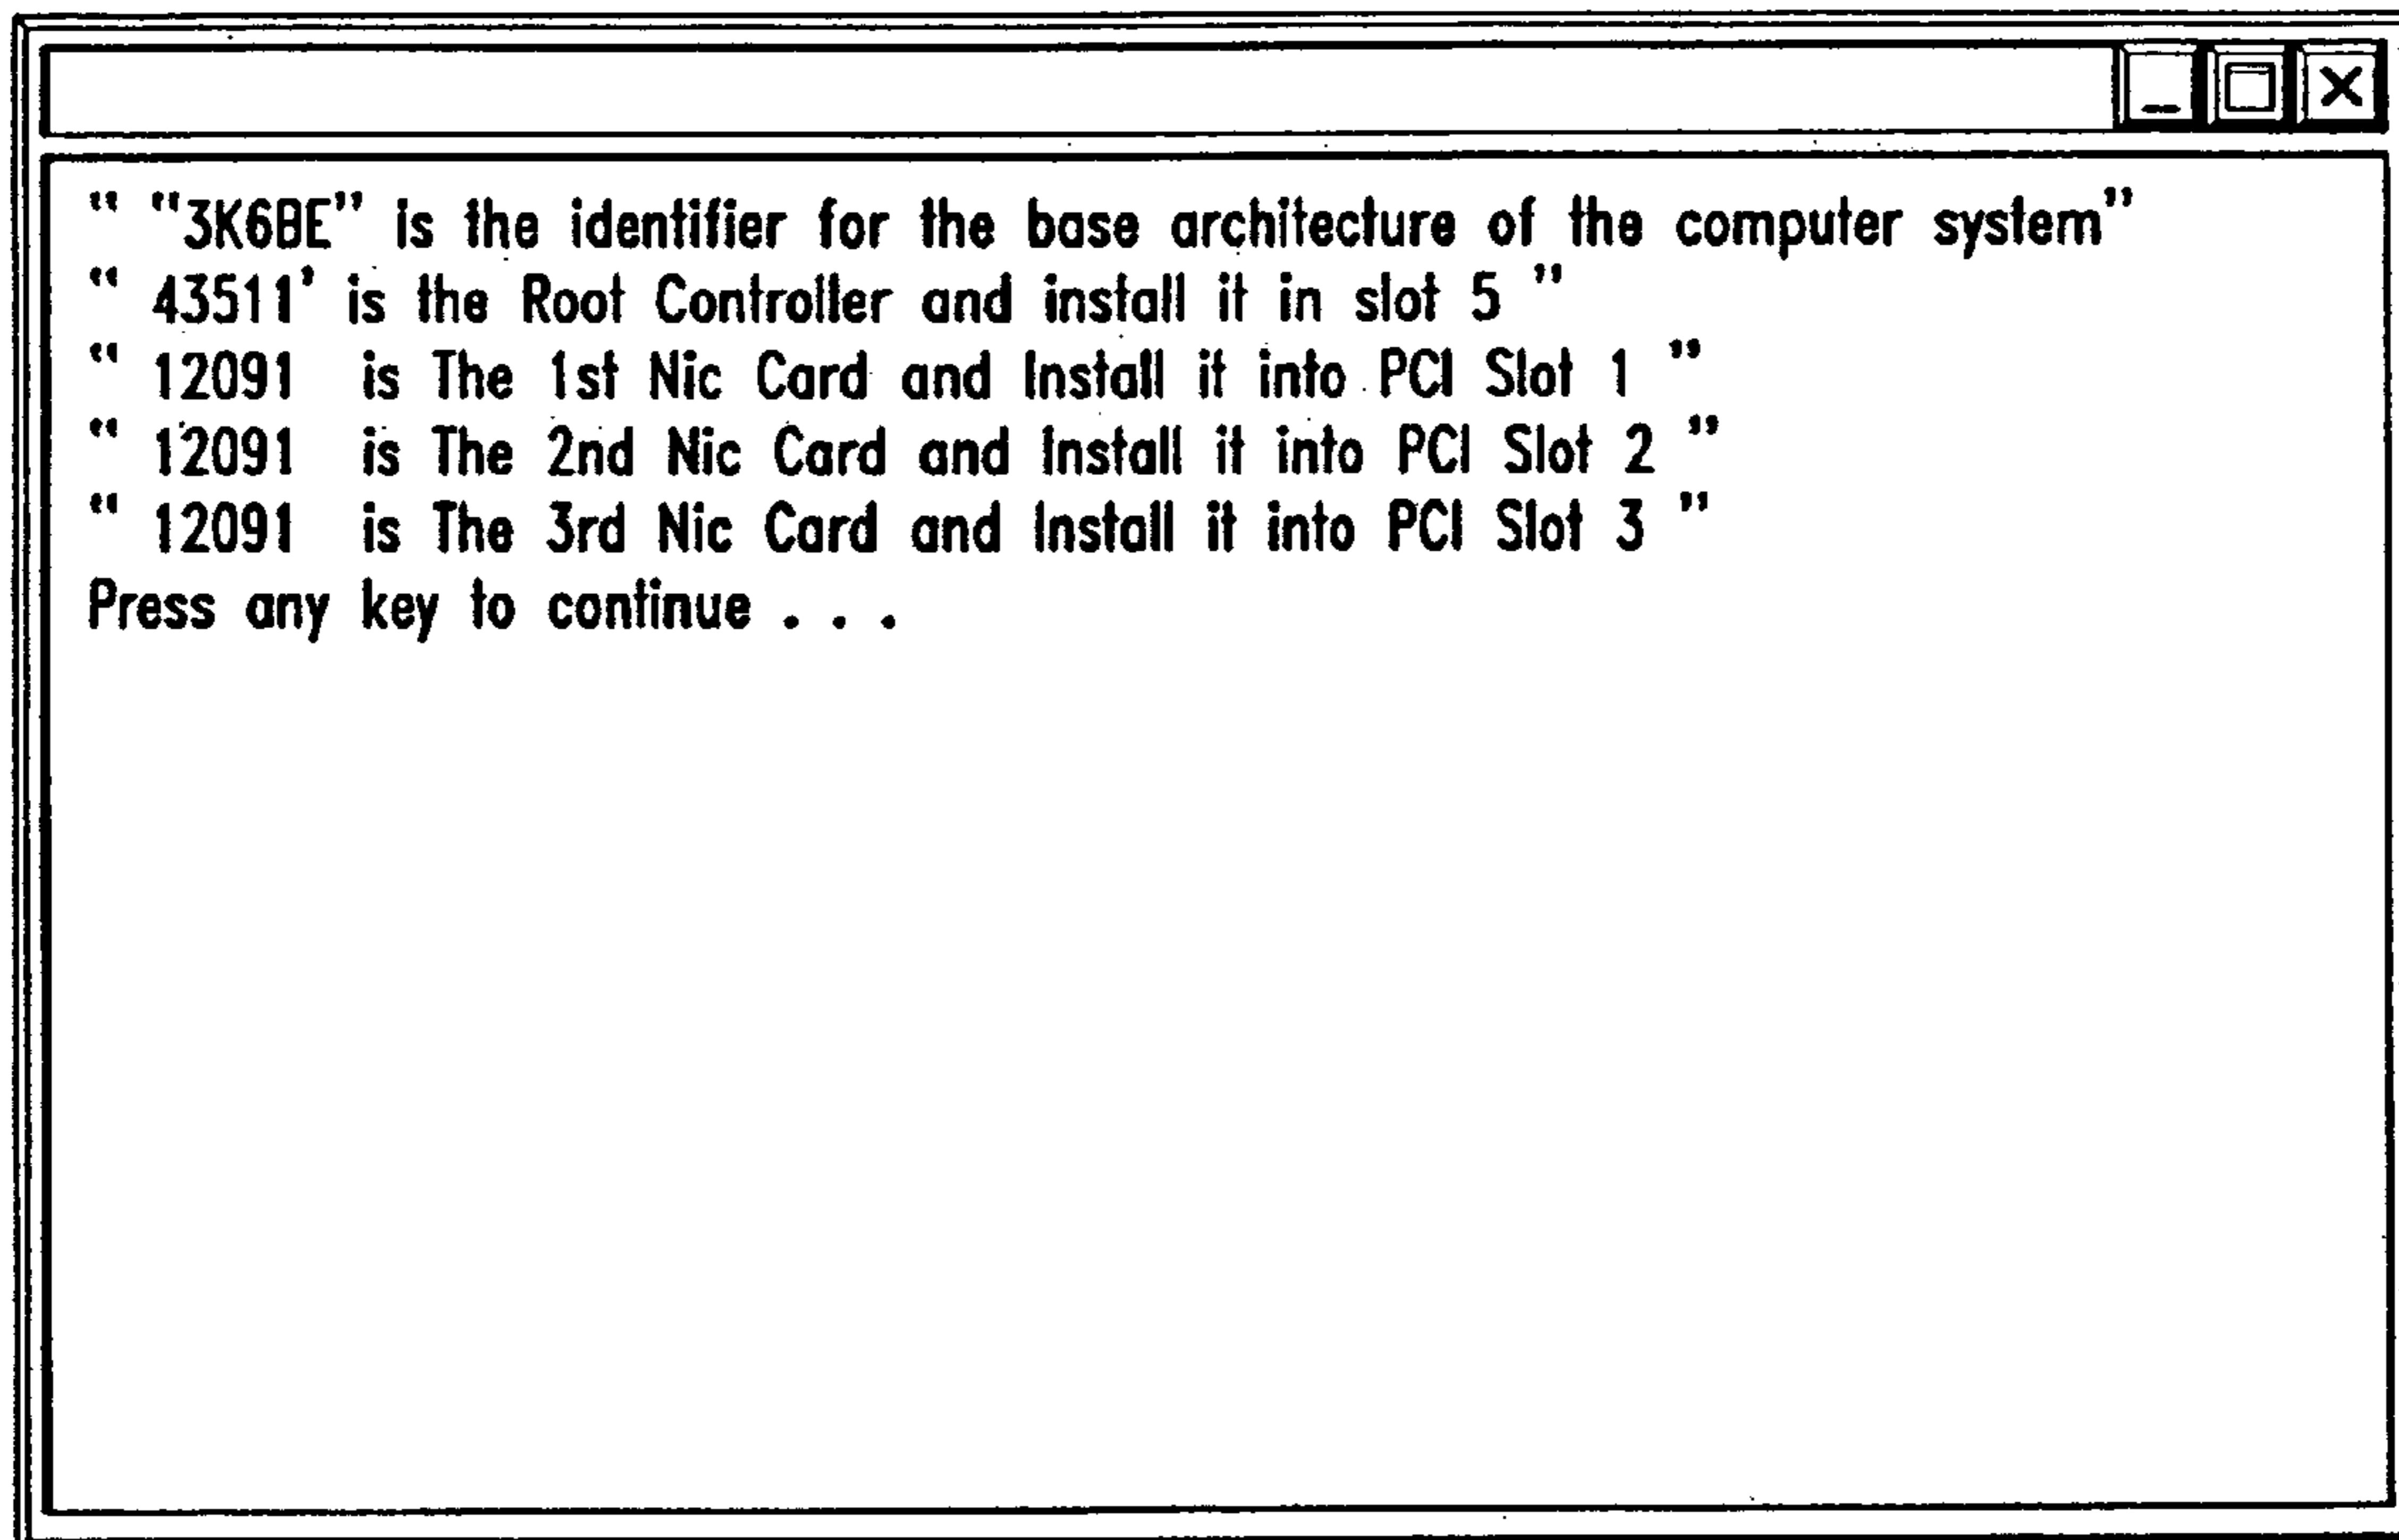 “ “3K6BE” is the identifier for the base architecture of the computer system”
“ 43511’ is the Root Controller and install it in slot 5 ”
“ 12091  is The 1st Nic Card and Install it into PCI Slot 1 ”
“ 12091  is The 2nd Nic Card and Install it into PCI Slot 2 ”
“ 12091  is The 3rd Nic Card and Install it into PCI Slot 3 ”
Press any key to continue . . .